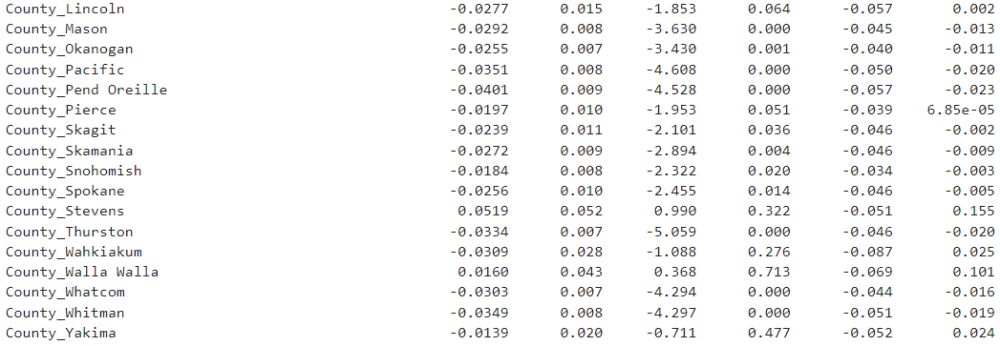 County_Lincoln -0.0277 0.015 -1.853 0.064 -0.057 0.002
County_Mason -0.0292 0.008 -3.630 0.000 -0.045 -0.013
County_Okanogan -0.0255 0.007 -3.430 0.001 -0.040 -0.011
County_Pacific -0.0351 0.008 -4.608 0.000 -0.050 -0.020
County_Pend Oreille -0.0401 0.009 -4.528 0.000 -0.057 -0.023
County_Pierce -0.0197 0.010 -1.953 0.051 -0.039 6.85e-05
County_Skagit -0.0239 0.011 -2.101 0.036 -0.046 -0.002
County_Skamania -0.0272 0.009 -2.894 0.004 -0.046 -0.009
County_Snohomish -0.0184 0.008 -2.322 0.020 -0.034 -0.003
County_Spokane -0.0256 0.010 -2.455 0.014 -0.046 -0.005
County_Stevens 0.0519 0.052 0.990 0.322 -0.051 0.155
County_Thurston -0.0334 0.007 -5.059 0.000 -0.046 -0.020
County_Wahkiakum -0.0309 0.028 -1.088 0.276 -0.087 0.025
County_Walla Walla 0.0160 0.043 0.368 0.713 -0.069 0.101
County_Whatcom -0.0303 0.007 -4.294 0.000 -0.044 -0.016
County_Whitman -0.0349 0.008 -4.297 0.000 -0.051 -0.019
County_Yakima -0.0139 0.020 -0.711 0.477 -0.052 0.024